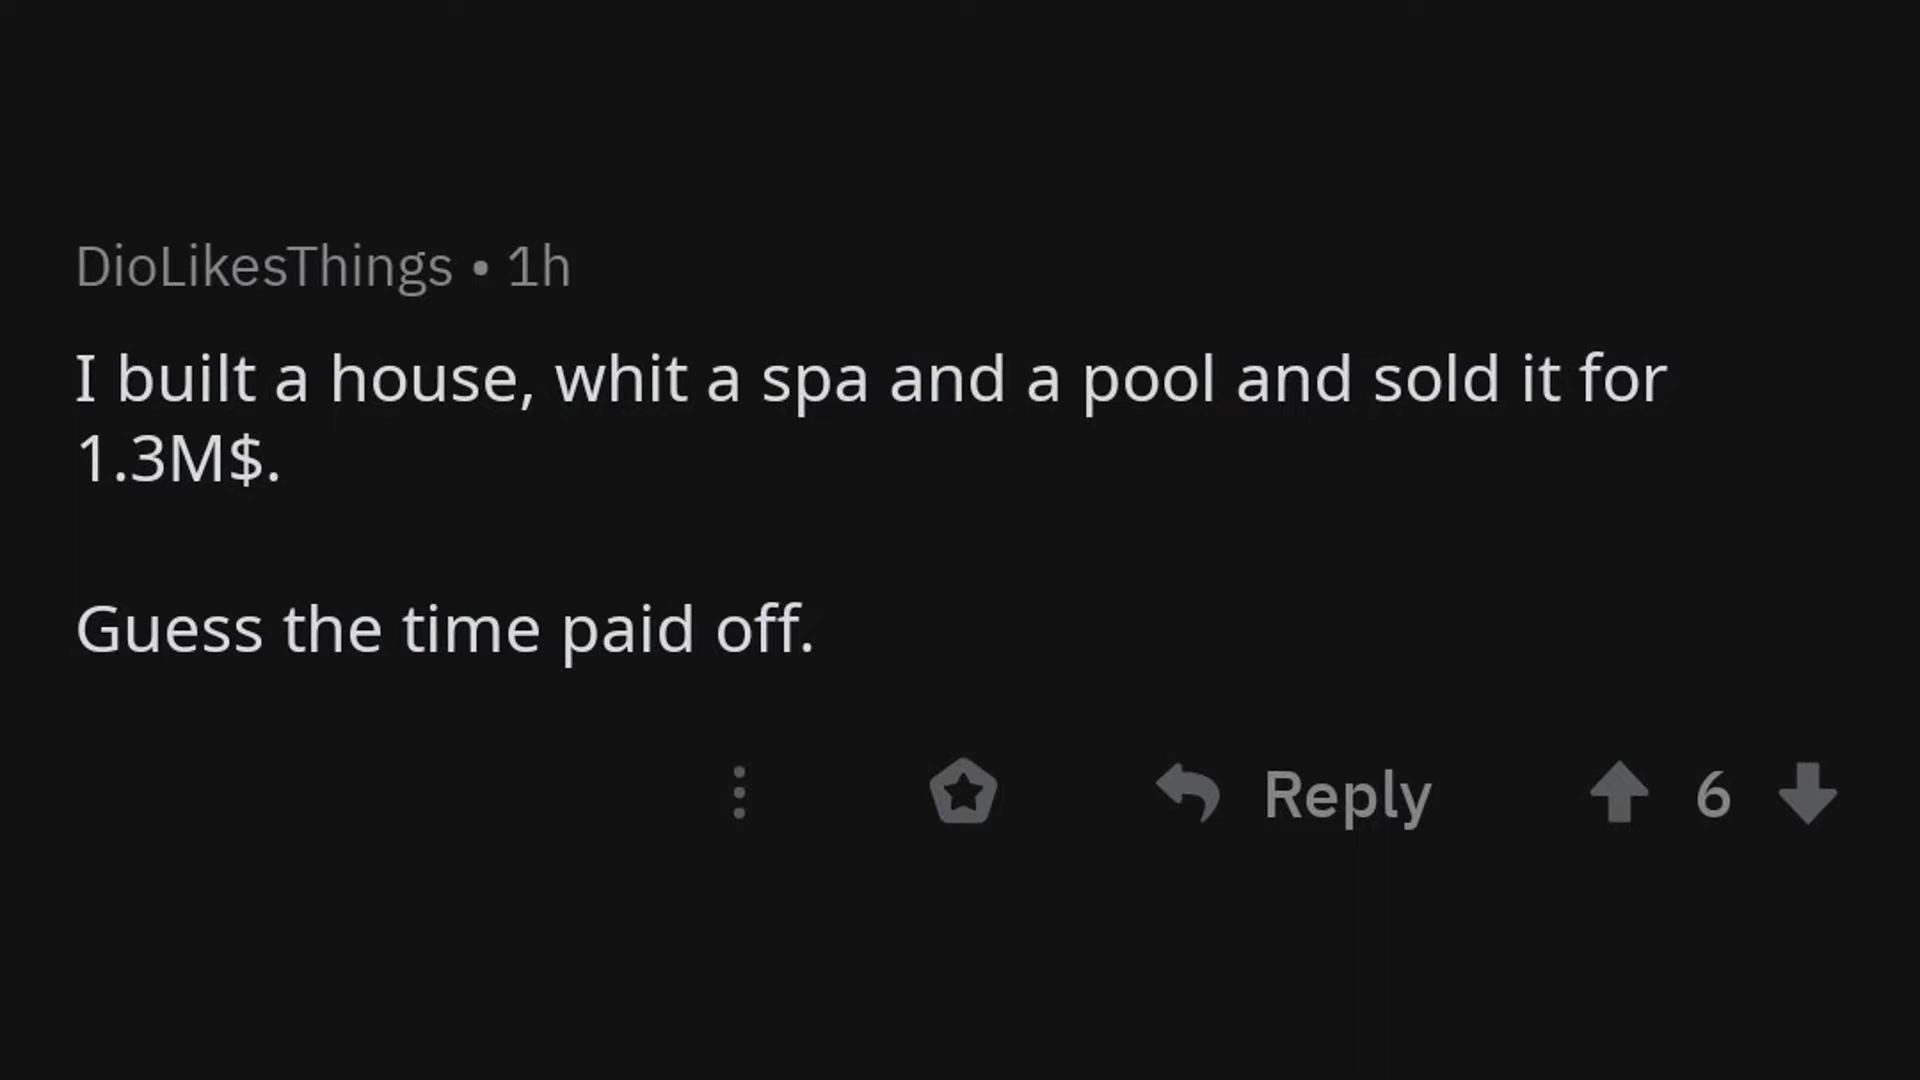 DioLikesThings • 1h
I built a house, whit a spa and a pool and sold it for
1.3M$.
Guess the time paid off.
Reply 6